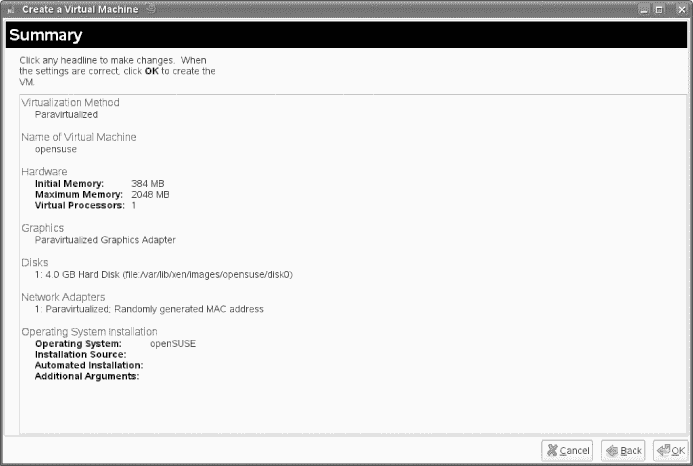 Create a Virtual Machine
Summary
Click any headline to make changes. When
the settings are correct, click OK to create the
VM.
Virtualization Method
Paravirtualized
Name of Virtual Machine
opensuse
Hardware
Initial Memory: 384 MB
Maximum Memory: 2048 MB
Virtual Processors: 1
Graphics
Paravirtualized Graphics Adapter
Disks
1: 4.0 GB Hard Disk (file:/var/lib/xen/images/opensuse/disk0)
Network Adapters
1: Paravirtualized; Randomly generated MAC address
Operating System Installation
Operating System: openSUSE
Installation Source:
Automated Installation:
Additional Arguments:
Cancel Back OK